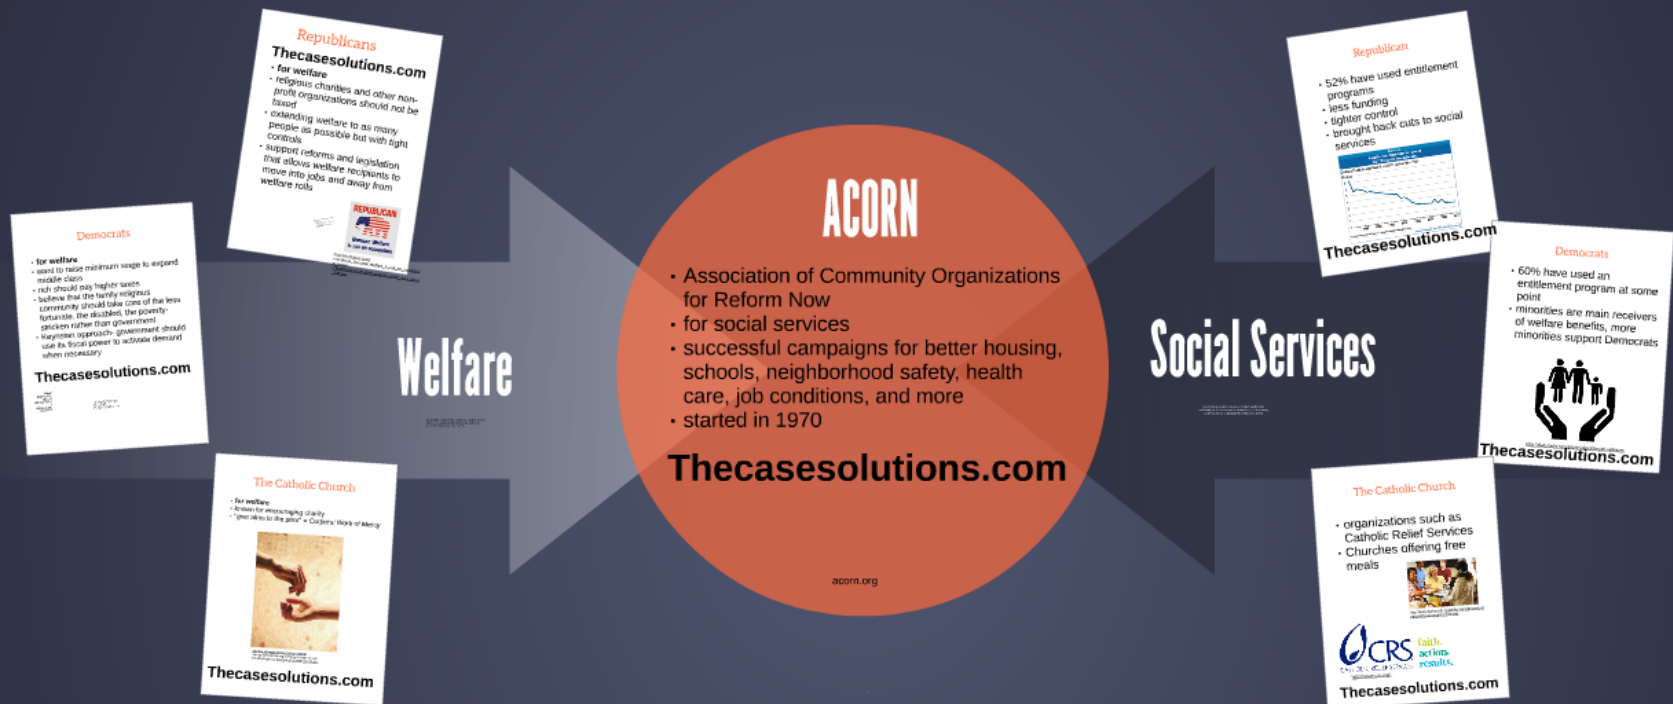 Republicans
Thecasesolutions.com
• for welfare
• religious charities and other non-
profit organizations should not be
taxed
• extending welfare to as many
people as possible but with tight
controls
• support reforms and legislation
that allows welfare recipients to
move into jobs and away from
welfare rolls
REPUBLICAN
Democrats
• for welfare
• want to raise minimum wage to expand
middle class
• rich should pay higher taxes
• believe that the family religious
community should take care of the less
fortunate, the disabled, the poverty-
stricken rather than government
• Keynesian approach- government should
use its fiscal power to activate demand
when necessary
Thecasesolutions.com
The Catholic Church
• for welfare
• known for encouraging charity
• "give alms to the poor" = Corporal Work of Mercy
Thecasesolutions.com
Welfare
ACORN
• Association of Community Organizations
for Reform Now
• for social services
• successful campaigns for better housing,
schools, neighborhood safety, health
care, job conditions, and more
• started in 1970
Thecasesolutions.com
acorn.org
Social Services
Republican
• 52% have used entitlement
programs
• less funding
• tighter control
• brought back cuts to social
services
Thecasesolutions.com
Democrats
• 60% have used an
entitlement program at some
point
• minorities are main receivers
of welfare benefits, more
minorities support Democrats
Thecasesolutions.com
The Catholic Church
• organizations such as
Catholic Relief Services
• Churches offering free
meals
CRS
faith.
action.
results.
Thecasesolutions.com